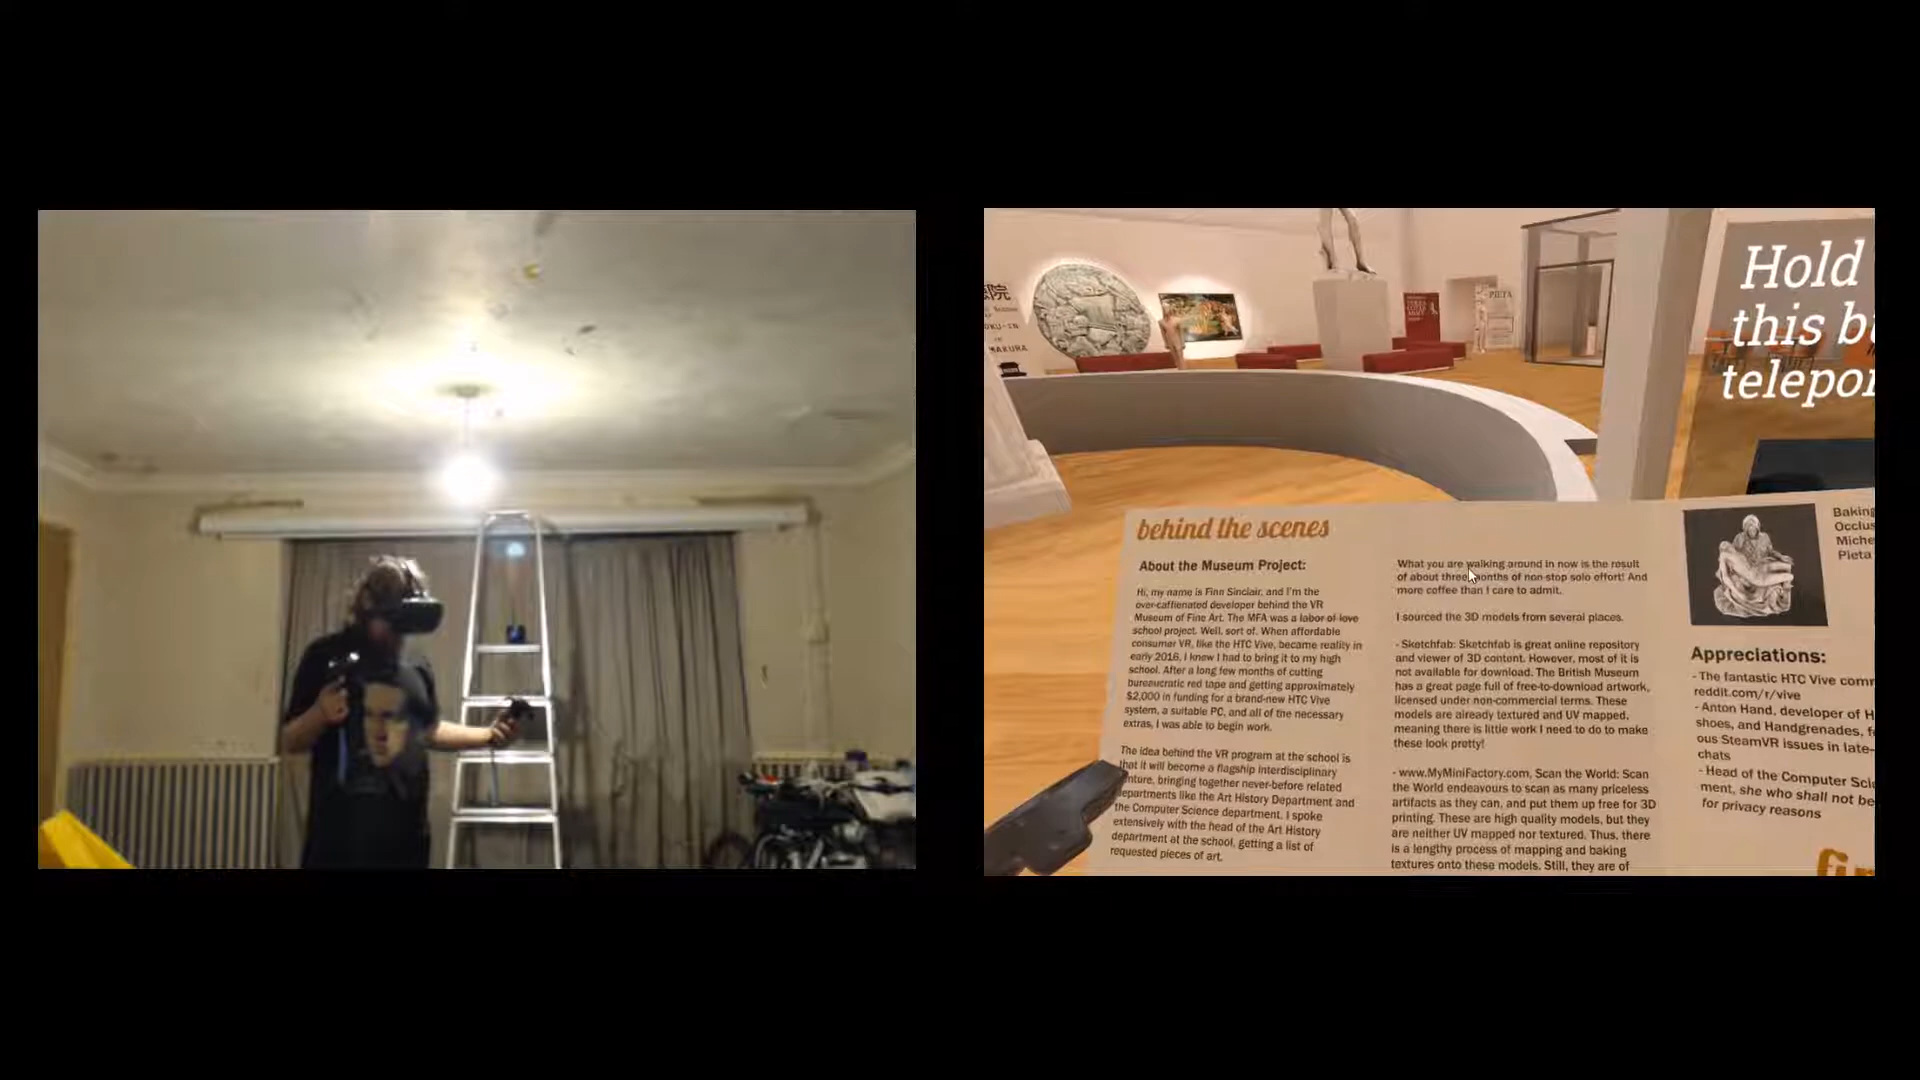 院
OKU-IN
IN
MAKURA
PIETA
Hold
this bu
telepor
behind the scenes
About the Museum Project:
Hi, my name is Finn Sinclair, and I'm the
over-caffienated developer behind the VR
Museum of Fine Art. The MFA was a labor of love
school project. Well, sort of. When affordable
consumer VR, like the HTC Vive, became reality in
early 2016, I knew I had to bring it to my high
school. After a long few months of cutting
bureaucratic red tape and getting approximately
$2,000 in funding for a brand-new HTC Vive
system, a suitable PC, and all of the necessary
extras, I was able to begin work.
The idea behind the VR program at the school is
that it will become a flagship interdisciplinary
nture, bringing together never-before related
epartments like the Art History Department and
the Computer Science department. I spoke
extensively with the head of the Art History
department at the school, getting a list of
requested pieces of art.
What you are walking around in now is the result
of about three months of non-stop solo effort! And
more coffee than I care to admit.
I sourced the 3D models from several places.
- Sketchfab: Sketchfab is great online repository
and viewer of 3D content. However, most of it is
not available for download. The British Museum
has a great page full of free-to-download artwork,
licensed under non-commercial terms. These
models are already textured and UV mapped,
meaning there is little work I need to do to make
these look pretty!
- www.MyMiniFactory.com, Scan the World: Scan
the World endeavours to scan as many priceless
artifacts as they can, and put them up free for 3D
printing. These are high quality models, but they
are neither UV mapped nor textured. Thus, there
is a lengthy process of mapping and baking
textures onto these models. Still, they are of
Baking
Occlus
Miche
Pieta
Appreciations:
- The fantastic HTC Vive comm
reddit.com/r/vive
- Anton Hand, developer of H
shoes, and Handgrenades, f
ous SteamVR issues in late-
chats
- Head of the Computer Scie
ment, she who shall not be
for privacy reasons